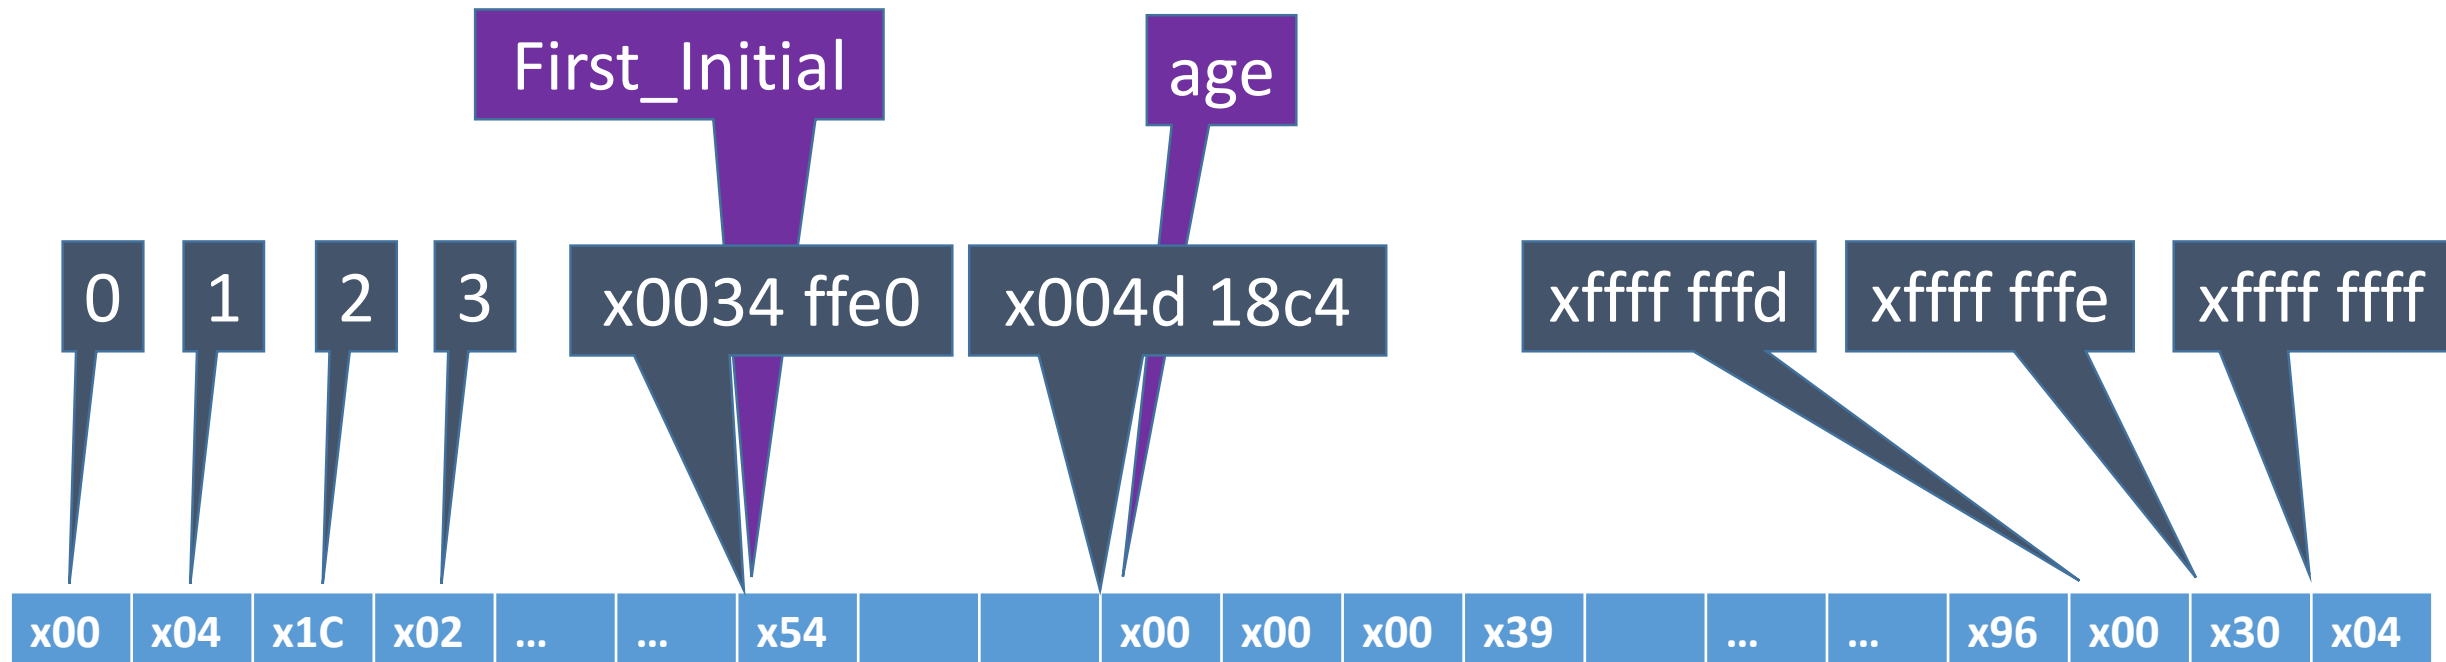 First_Initial age
0 1 2 3 x0034 ffe0 x004d 18c4 xffff fffd xffff fffe xffff ffff
x00 x04 x1C x02 ... ... x54 x00 x00 x00 x39 ... ... x96 x00 x30 x04